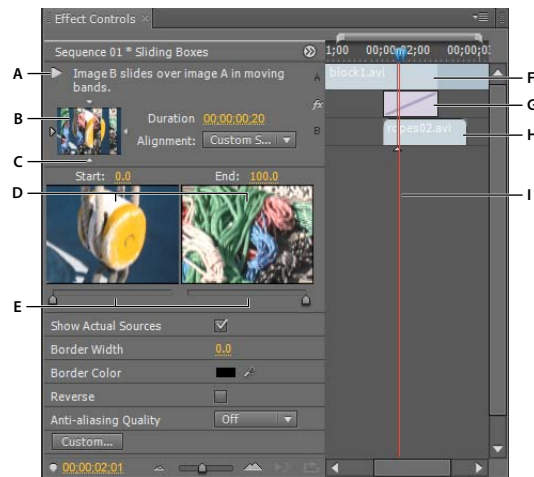 Effect Controls ×
Sequence 01 * Sliding Boxes
1;00 00;00;02;00 00;00;0
A
Image B slides over image A in moving
bands.
A
block1.avi
F
fx
G
B
Duration 00;00;00;20
Alignment: Custom S...
B
ropes02.avi
H
C
Start: 0.0 End: 100.0
D
I
E
Show Actual Sources
Border Width 0.0
Border Color
Reverse
Anti-aliasing Quality Off
Custom...
00;00;02;01